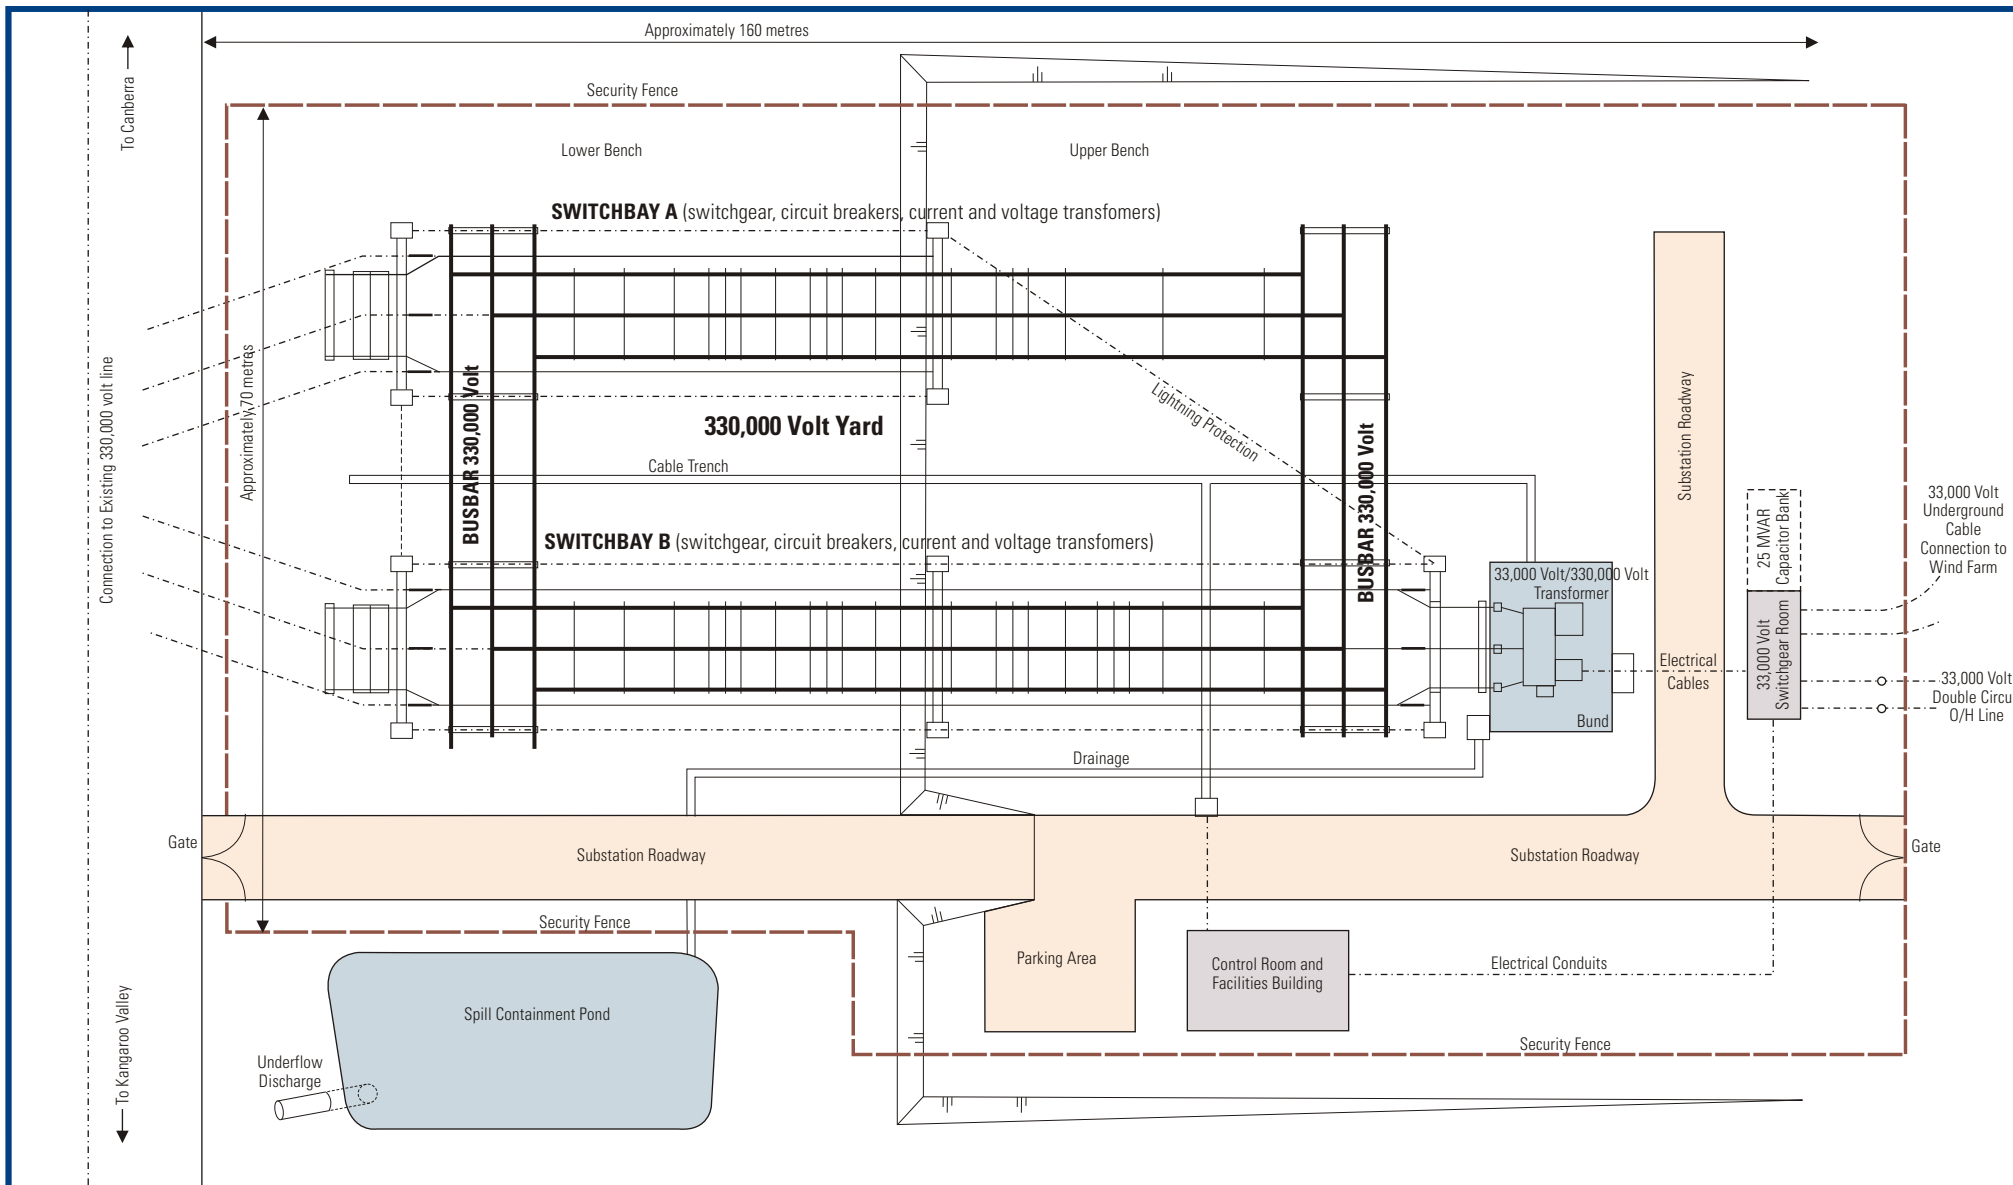 Approximately 160 metres
To Canberra
Security Fence
Lower Bench
Upper Bench
SWITCHBAY A (switchgear, circuit breakers, current and voltage transfomers)
Connection to Existing 330,000 volt line
Approximately 70 metres
BUSBAR 330,000 Volt
330,000 Volt Yard
Lightning Protection
BUSBAR 330,000 Volt
Substation Roadway
Cable Trench
SWITCHBAY B (switchgear, circuit breakers, current and voltage transfomers)
33,000 Volt/330,000 Volt
Transformer
Bund
25 MVAR
Capacitor Bank
33,000 Volt
Switchgear Room
33,000 Volt
Underground
Cable
Connection to
Wind Farm
Electrical
Cables
33,000 Volt
Double Circu
O/H Line
Drainage
Gate
Substation Roadway
Substation Roadway
Gate
Security Fence
Parking Area
Control Room and
Facilities Building
Electrical Conduits
Spill Containment Pond
Security Fence
Underflow
Discharge
To Kangaroo Valley